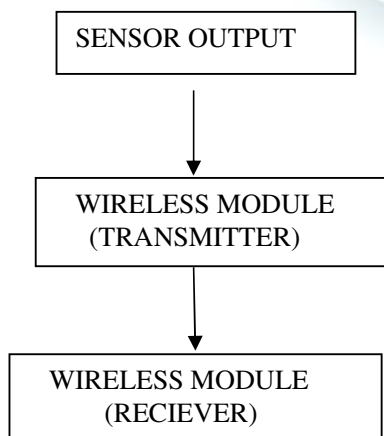 SENSOR OUTPUT
WIRELESS MODULE
(TRANSMITTER)
WIRELESS MODULE
(RECIEVER)